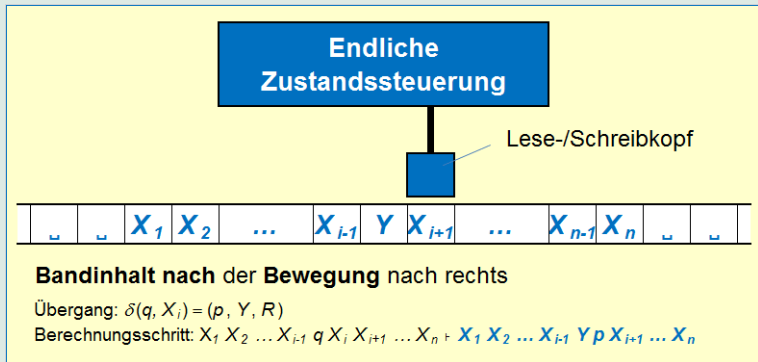 Endliche
Zustandssteuerung
Lese-/Schreibkopf
␣ ␣ X₁ X₂ ... Xᵢ₋₁ Y Xᵢ₊₁ ... Xₙ₋₁ Xₙ ␣ ␣
Bandinhalt nach der Bewegung nach rechts
Übergang: δ(q, Xᵢ) = (p, Y, R)
Berechnungsschritt: X₁ X₂ ... Xᵢ₋₁ q Xᵢ Xᵢ₊₁ ... Xₙ ⊦ X₁ X₂ ... Xᵢ₋₁ Y p Xᵢ₊₁ ... Xₙ